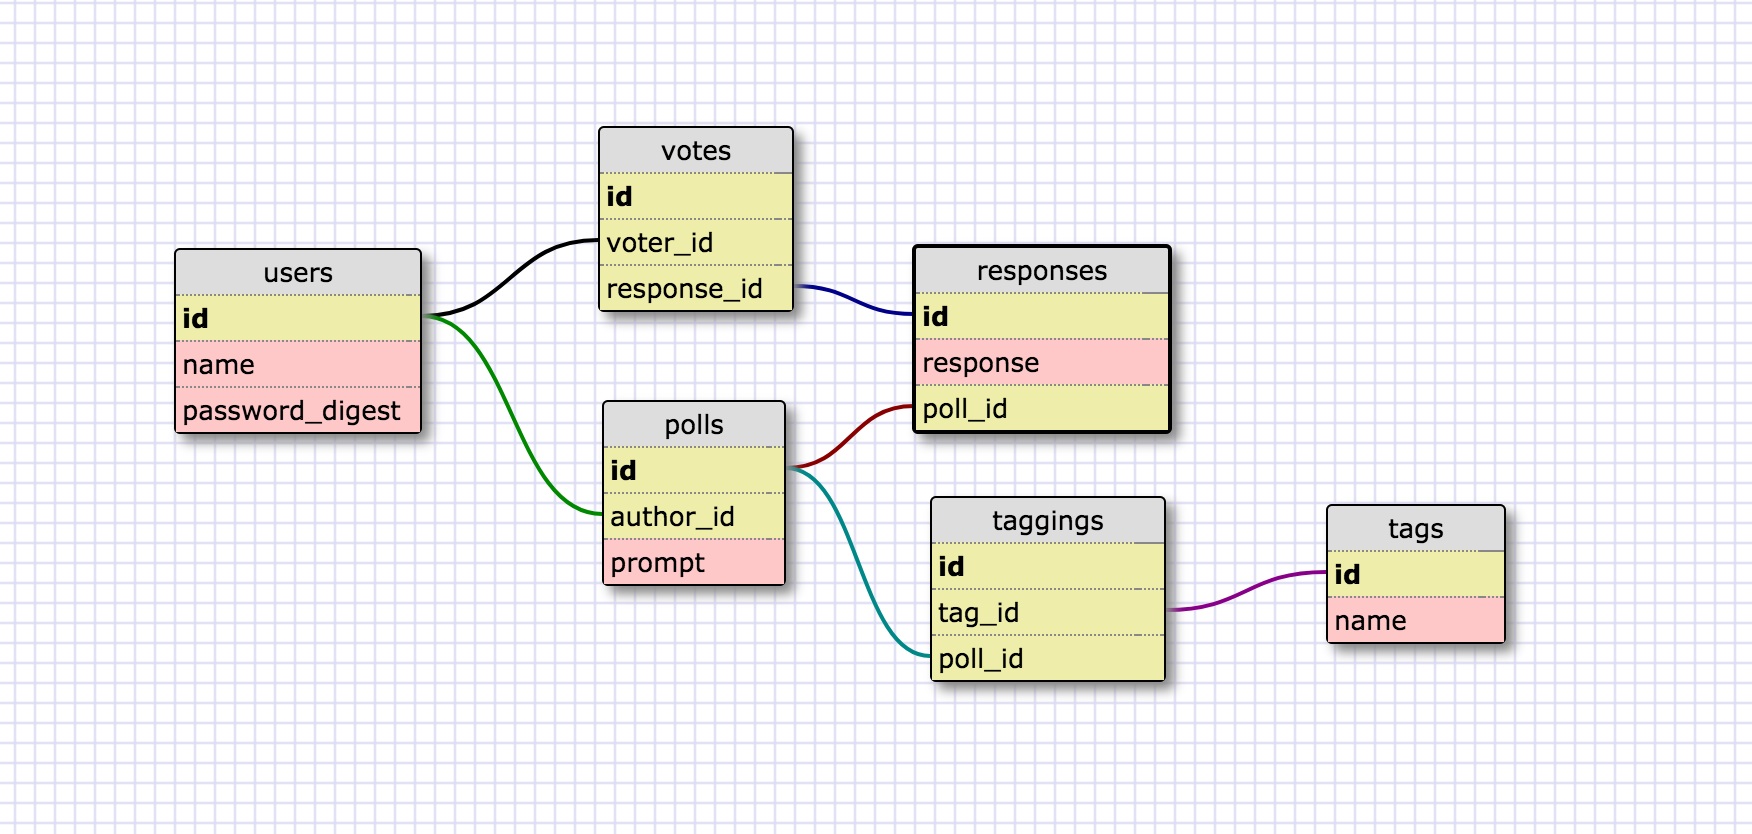 users
id
name
password_digest
votes
id
voter_id
response_id
polls
id
author_id
prompt
responses
id
response
poll_id
taggings
id
tag_id
poll_id
tags
id
name